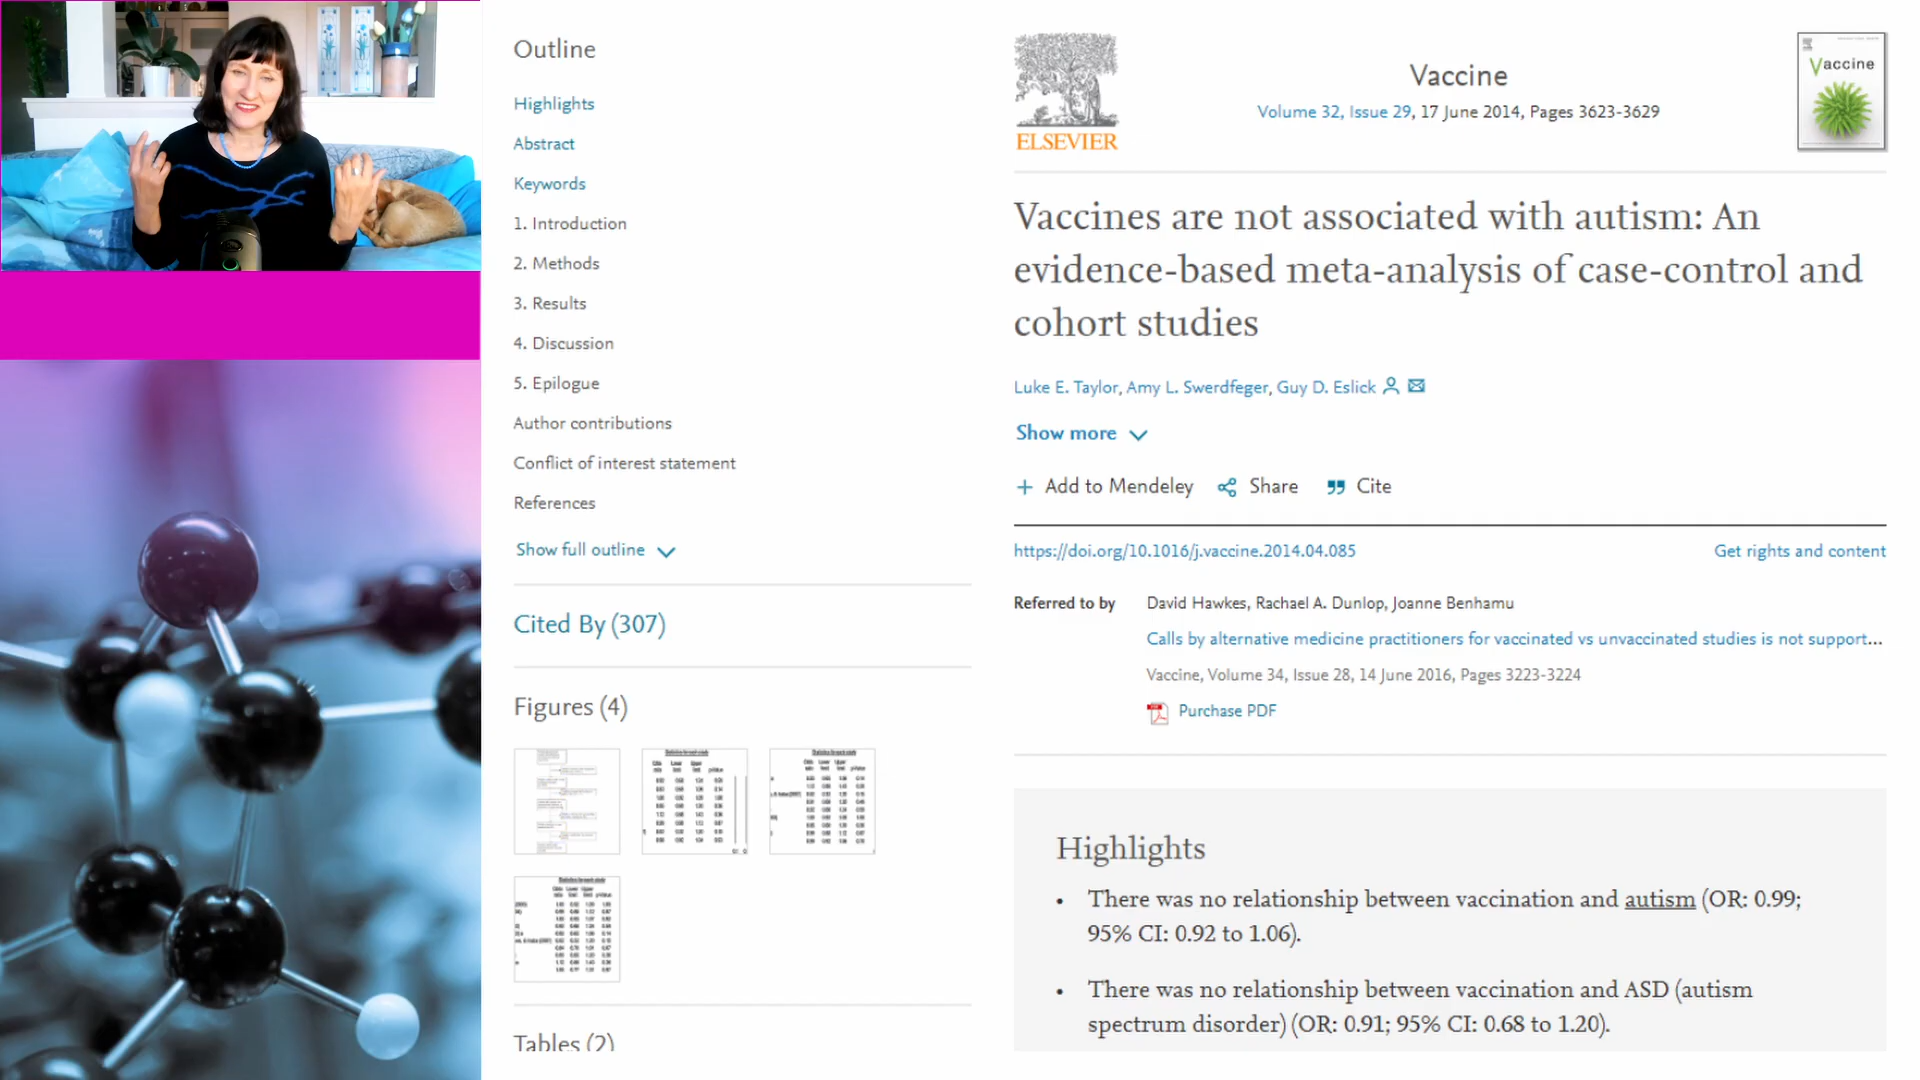 Outline
Highlights
Abstract
Keywords
1. Introduction
2. Methods
3. Results
4. Discussion
5. Epilogue
Author contributions
Conflict of interest statement
References
Show full outline
Cited By (307)
Figures (4)
Tables (2)
ELSEVIER
Vaccine
Volume 32, Issue 29, 17 June 2014, Pages 3623-3629
Vaccine
Vaccines are not associated with autism: An
evidence-based meta-analysis of case-control and
cohort studies
Luke E. Taylor, Amy L. Swerdfeger, Guy D. Eslick
Show more
+ Add to Mendeley Share Cite
https://doi.org/10.1016/j.vaccine.2014.04.085 Get rights and content
Referred to by David Hawkes, Rachael A. Dunlop, Joanne Benhamu
Calls by alternative medicine practitioners for vaccinated vs unvaccinated studies is not support...
Vaccine, Volume 34, Issue 28, 14 June 2016, Pages 3223-3224
Purchase PDF
Highlights
• There was no relationship between vaccination and autism (OR: 0.99;
95% CI: 0.92 to 1.06).
• There was no relationship between vaccination and ASD (autism
spectrum disorder) (OR: 0.91; 95% CI: 0.68 to 1.20).